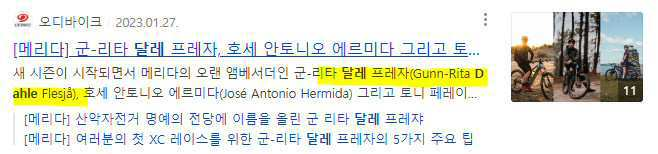 오디바이크 2023.01.27.
[메리다] 군-리타 달레 프레자, 호세 안토니오 에르미다 그리고 토...
새 시즌이 시작되면서 메리다의 오랜 앰베서더인 군-리타 달레 프레자(Gunn-Rita D
ahle Flesjå), 호세 안토니오 에르미다(José Antonio Hermida) 그리고 토니 페레이...
11
[메리다] 산악자전거 명예의 전당에 이름을 올린 군 리타 달레 프레쟈
[메리다] 여러분의 첫 XC 레이스를 위한 군-리타 달레 프레자의 5가지 주요 팁